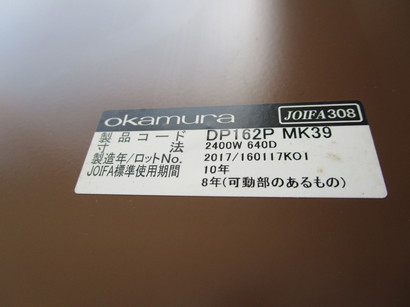 okamura JOIFA308
製品コード DP162P MK39
寸法 2400W 640D
製造年/ロットNo. 2017/160117K01
JOIFA標準使用期間 10年
8年(可動部のあるもの)